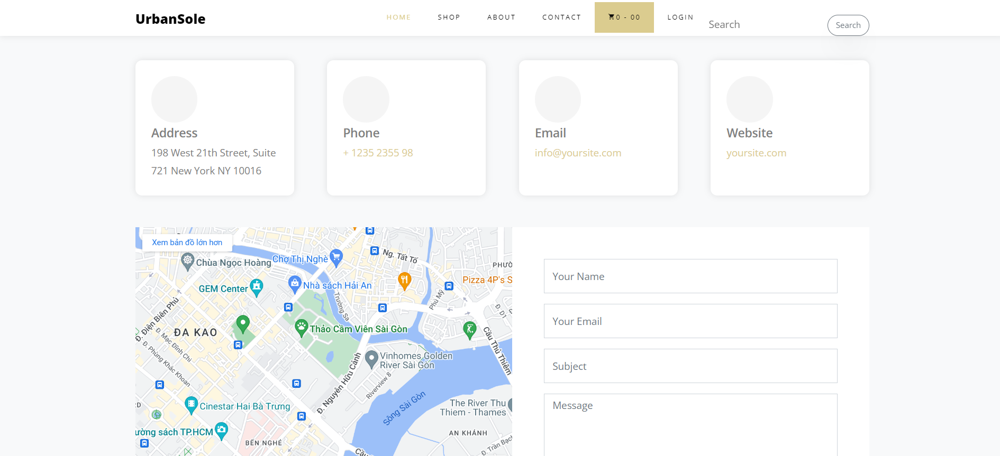 UrbanSole
HOME
SHOP
ABOUT
CONTACT
0 - 00
LOGIN
Search
Search
Address
198 West 21th Street, Suite
721 New York NY 10016
Phone
+ 1235 2355 98
Email
info@yoursite.com
Website
yoursite.com
Xem bản đồ lớn hơn
Chùa Ngọc Hoàng
Chợ Thị Nghè
Ng. Tất Tố
PHƯỜ
Pizza 4P's S
GEM Center
Nhà sách Hải An
Trường Sa
Phú Mỹ
Đ. D1
Đ. Điện Biên Phủ
ĐA KAO
Đ. Mạc Đĩnh Chi
Đ. Phùng Khắc Khoan
Thảo Cầm Viên Sài Gòn
Cầu Thủ Thiêm
Vinhomes Golden
River Sài Gòn
Đ. Nguyễn Hữu Cảnh
Riverview 8
Sông Sài Gòn
RD
Cinestar Hai Bà Trưng
The River Thu
Thiem - Thames
ường sách TP.HCM
BẾN NGHÉ
AN KHÁNH
Đ. Trần Bạch
Cầu
Your Name
Your Email
Subject
Message